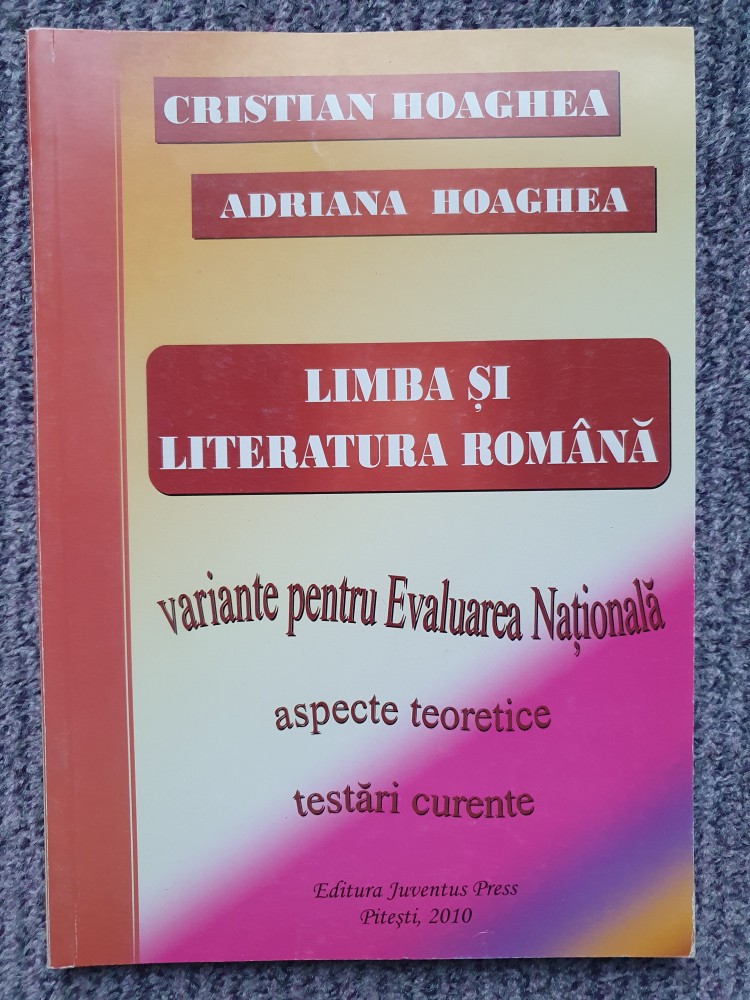 CRISTIAN HOAGHEA
ADRIANA HOAGHEA
LIMBA ȘI
LITERATURA ROMÂNĂ
variante pentru Evaluarea Națională
aspecte teoretice
testări curente
Editura Juventus Press
Pitești, 2010